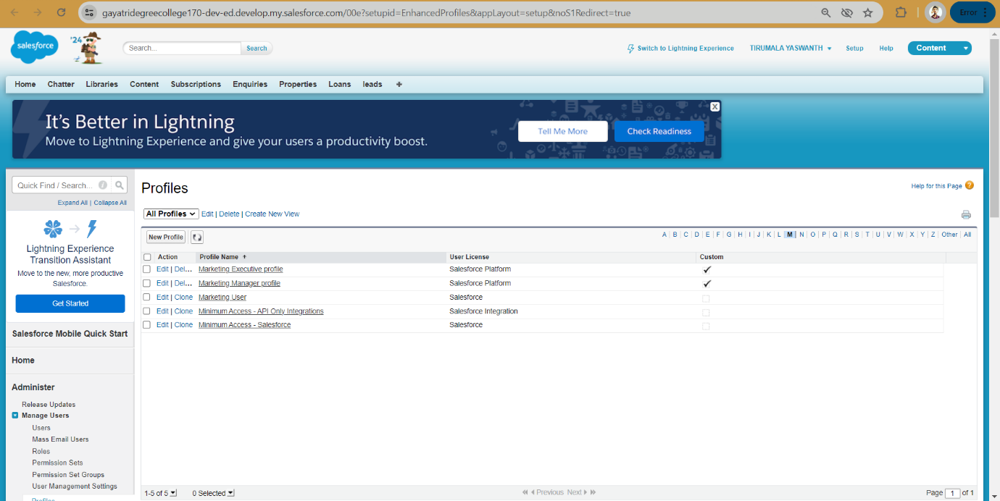 gayatridegreecollege170-dev-ed.develop.my.salesforce.com/00e?setupid=EnhancedProfiles&appLayout=setup&noS1Redirect=true
Error
salesforce
'24
Search...
Search
Switch to Lightning Experience
TIRUMALA YASWANTH
Setup
Help
Content
Home
Chatter
Libraries
Content
Subscriptions
Enquiries
Properties
Loans
leads
It's Better in Lightning
Move to Lightning Experience and give your users a productivity boost.
Tell Me More
Check Readiness
X
Quick Find / Search...
Expand All | Collapse All
Lightning Experience
Transition Assistant
Move to the new, more productive
Salesforce.
Get Started
Salesforce Mobile Quick Start
Home
Administer
Release Updates
Manage Users
Users
Mass Email Users
Roles
Permission Sets
Permission Set Groups
User Management Settings
Profiles
Profiles
Help for this Page ?
All Profiles Edit | Delete | Create New View
New Profile
A | B | C | D | E | F | G | H | I | J | K | L | M | N | O | P | Q | R | S | T | U | V | W | X | Y | Z | Other | All
Action Profile Name User License Custom
Edit | Del... Marketing Executive profile Salesforce Platform ✓
Edit | Del... Marketing Manager profile Salesforce Platform ✓
Edit | Clone Marketing User Salesforce
Edit | Clone Minimum Access - API Only Integrations Salesforce Integration
Edit | Clone Minimum Access - Salesforce Salesforce
1-5 of 5 0 Selected Previous Next Page 1 of 1